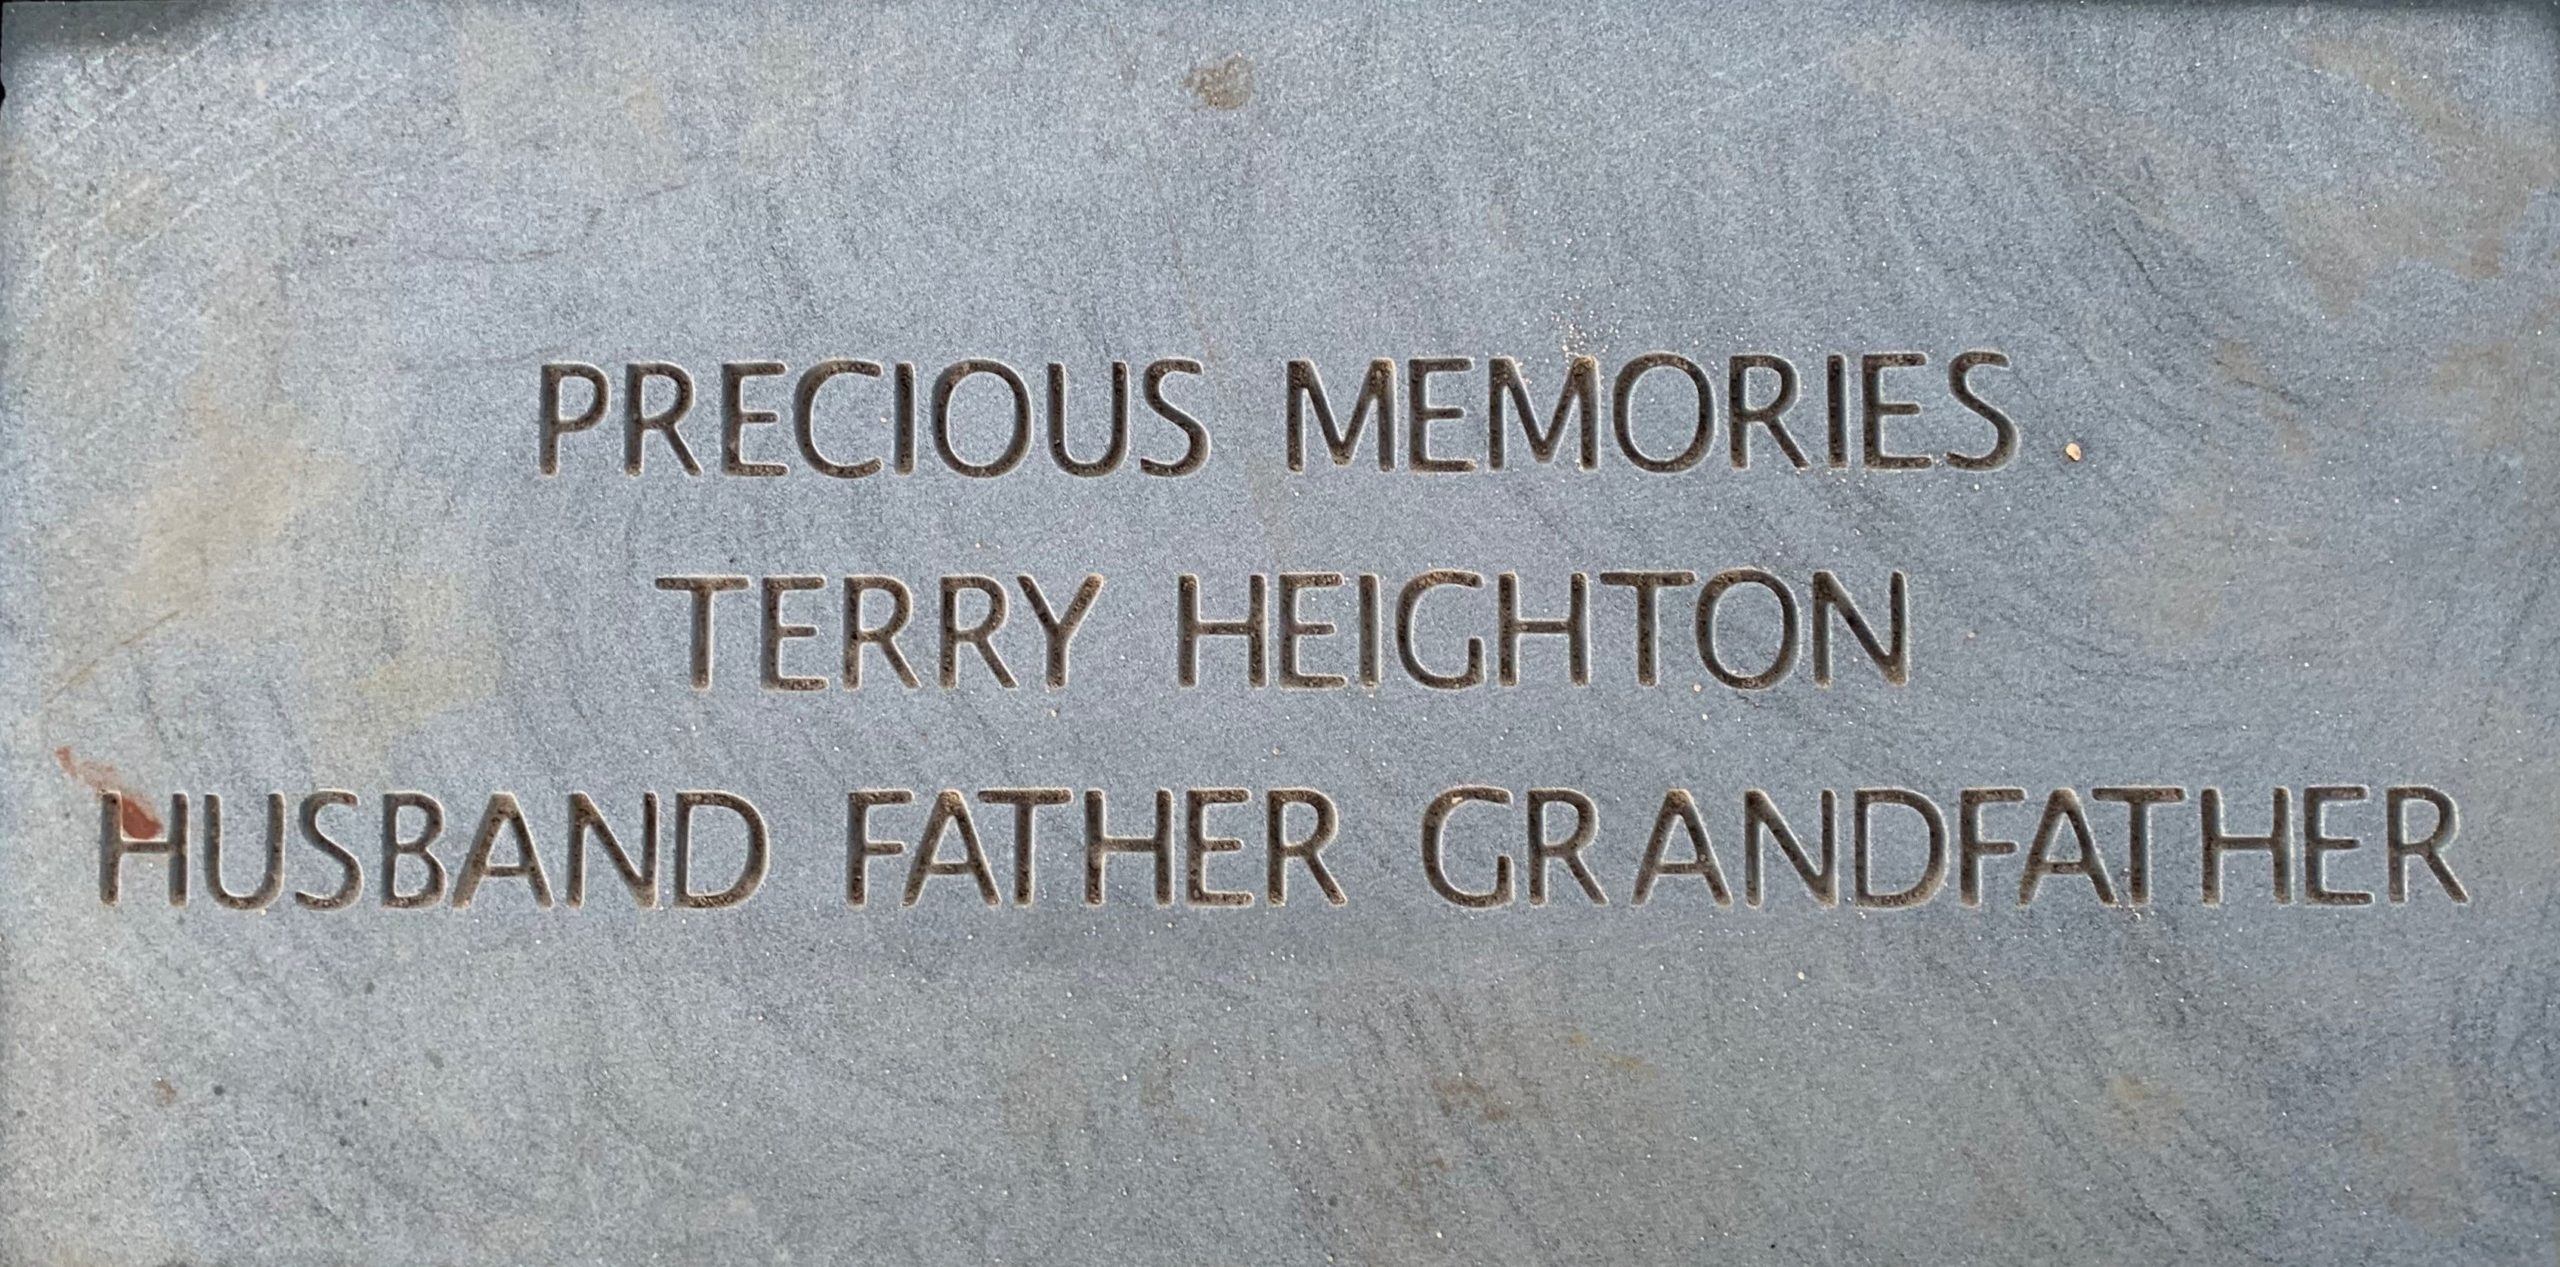 PRECIOUS MEMORIES
TERRY HEIGHTON
HUSBAND FATHER GRANDFATHER